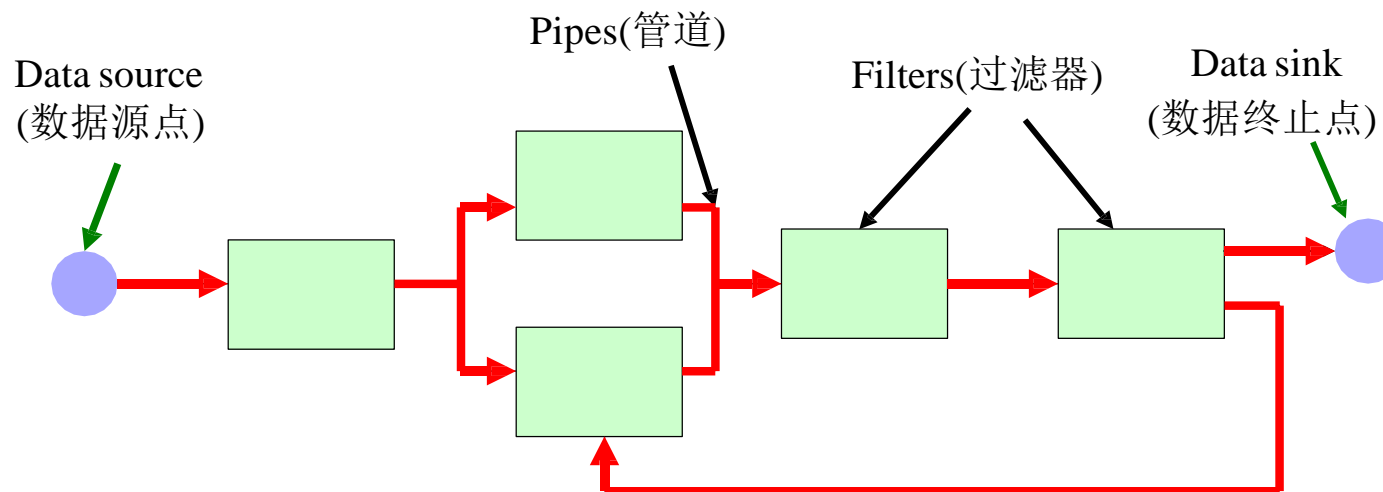 Pipes(管道)
Data source
(数据源点)
Filters(过滤器)
Data sink
(数据终止点)